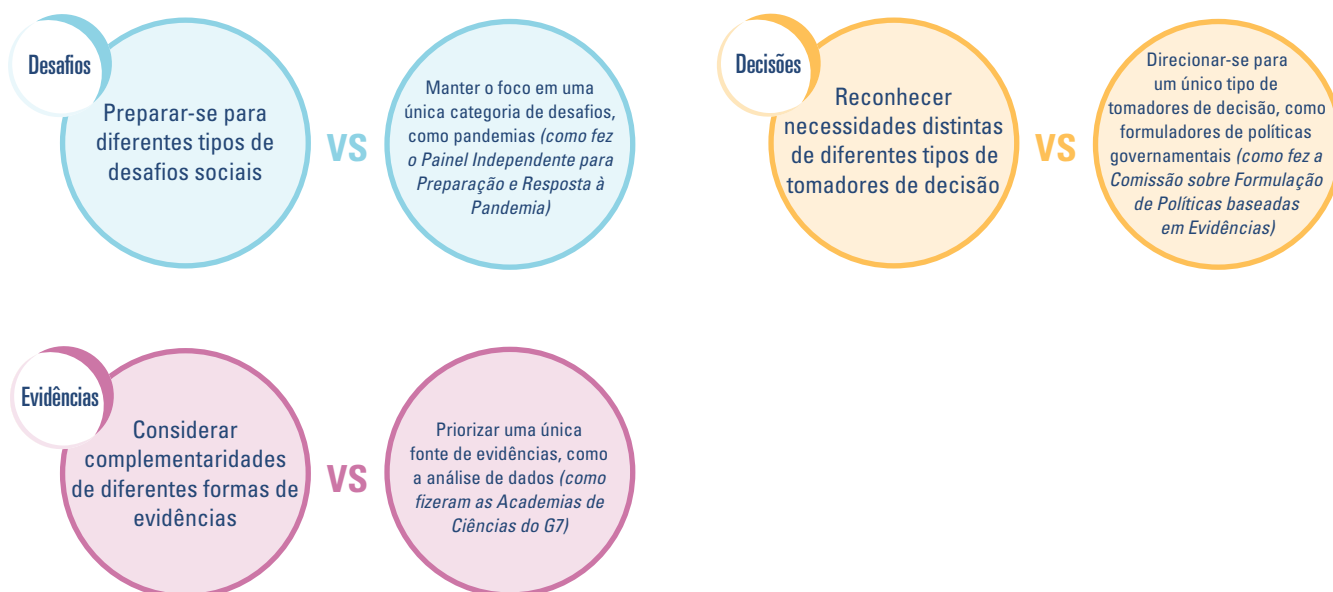 Desafios
Preparar-se para
diferentes tipos de
desafios sociais
VS
Manter o foco em uma
única categoria de desafios,
como pandemias (como fez
o Painel Independente para
Preparação e Resposta à
Pandemia)
Decisões
Reconhecer
necessidades distintas
de diferentes tipos de
tomadores de decisão
VS
Direcionar-se para
um único tipo de
tomadores de decisão, como
formuladores de políticas
governamentais (como fez a
Comissão sobre Formulação
de Políticas baseadas
em Evidências)
Evidências
Considerar
complementaridades
de diferentes formas de
evidências
VS
Priorizar uma única
fonte de evidências, como
a análise de dados (como
fizeram as Academias de
Ciências do G7)